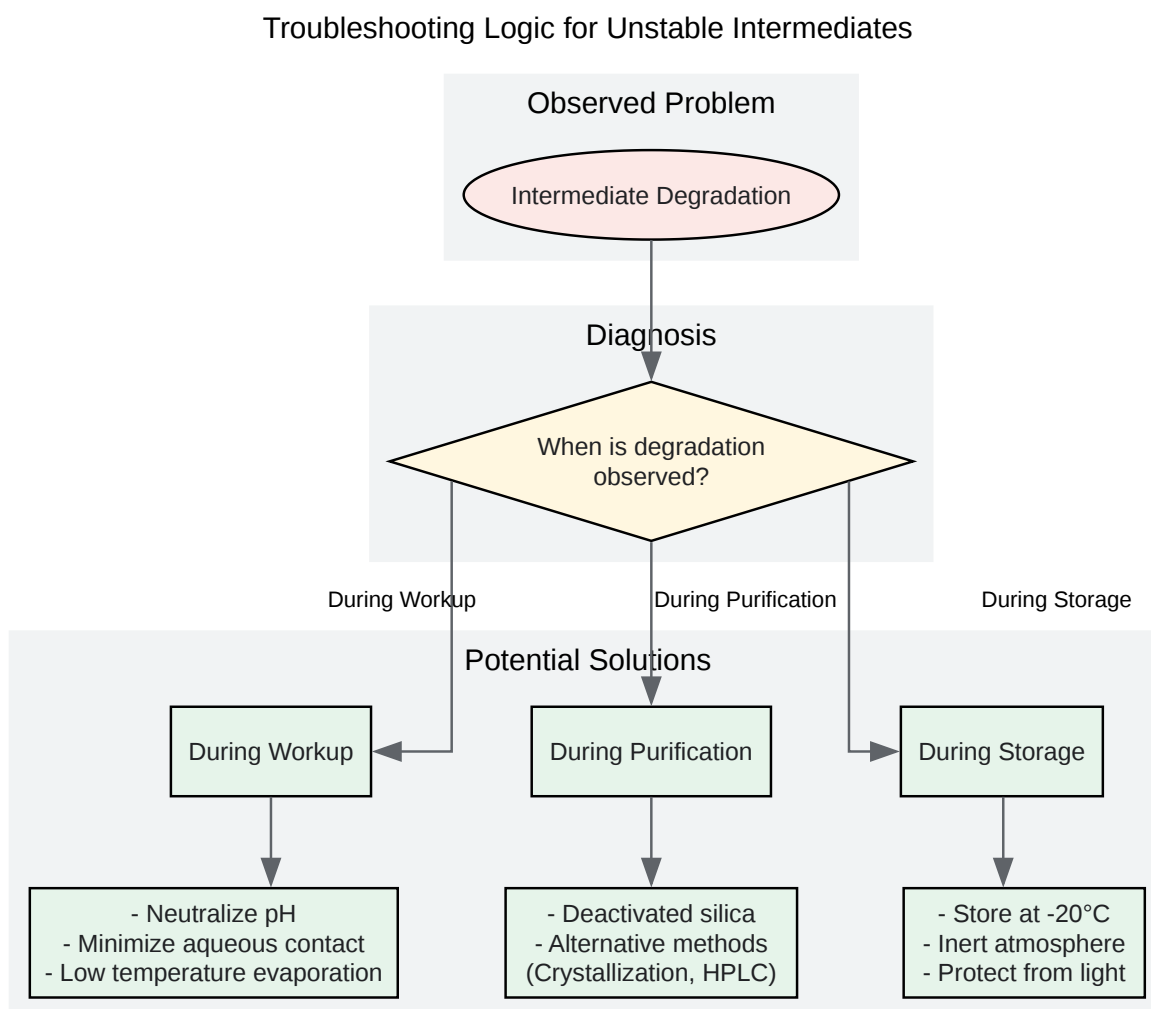 Troubleshooting Logic for Unstable Intermediates
Observed Problem
Intermediate Degradation
Diagnosis
When is degradation
observed?
During Workup
During Purification
During Storage
Potential Solutions
During Workup
During Purification
During Storage
- Neutralize pH
- Minimize aqueous contact
- Low temperature evaporation
- Deactivated silica
- Alternative methods
(Crystallization, HPLC)
- Store at -20°C
- Inert atmosphere
- Protect from light